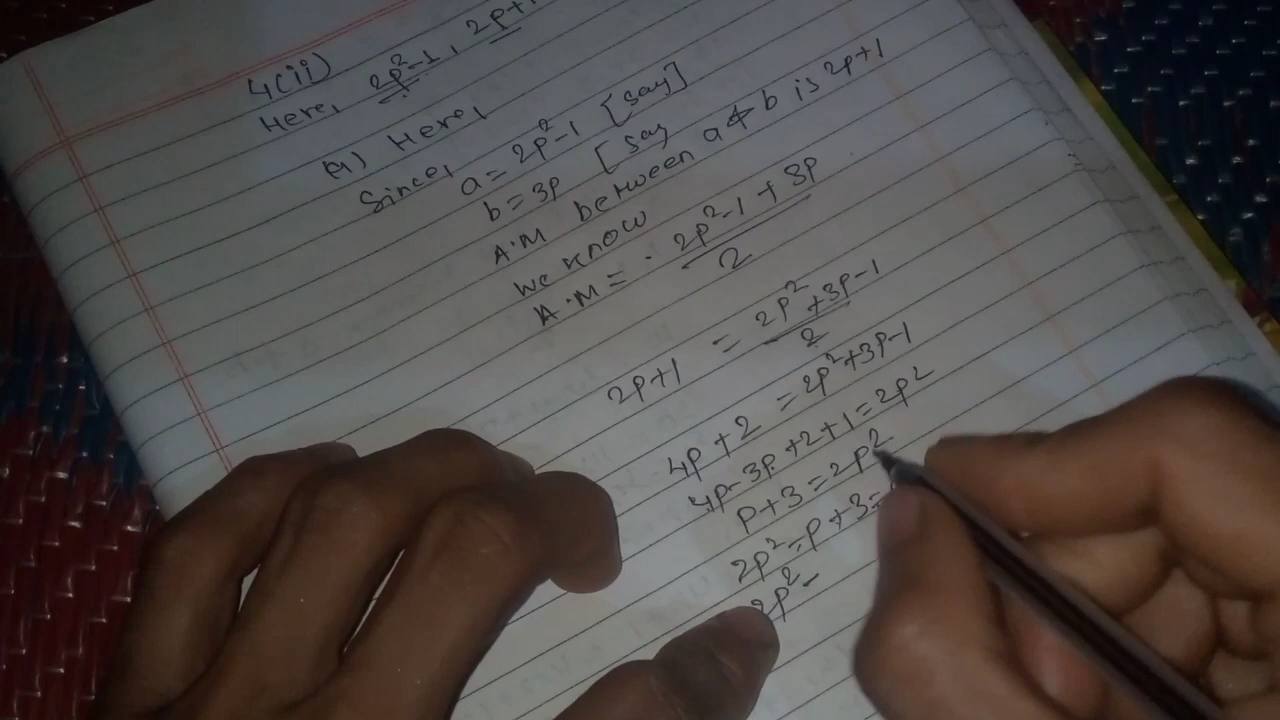 4(ii)
Here, 2p²-1, 2p+1
(a) Here,
Since,
a = 2p²-1 [say]
b = 3p [say
A.M between a & b is 2p+1
we know
A.M = 2p²-1 + 3p / 2
2p+1 = 2p²+3p-1 / 2
4p+2 = 2p²+3p-1
4p-3p+2+1 = 2p²
p+3 = 2p²
2p²-p+3=
2p²-